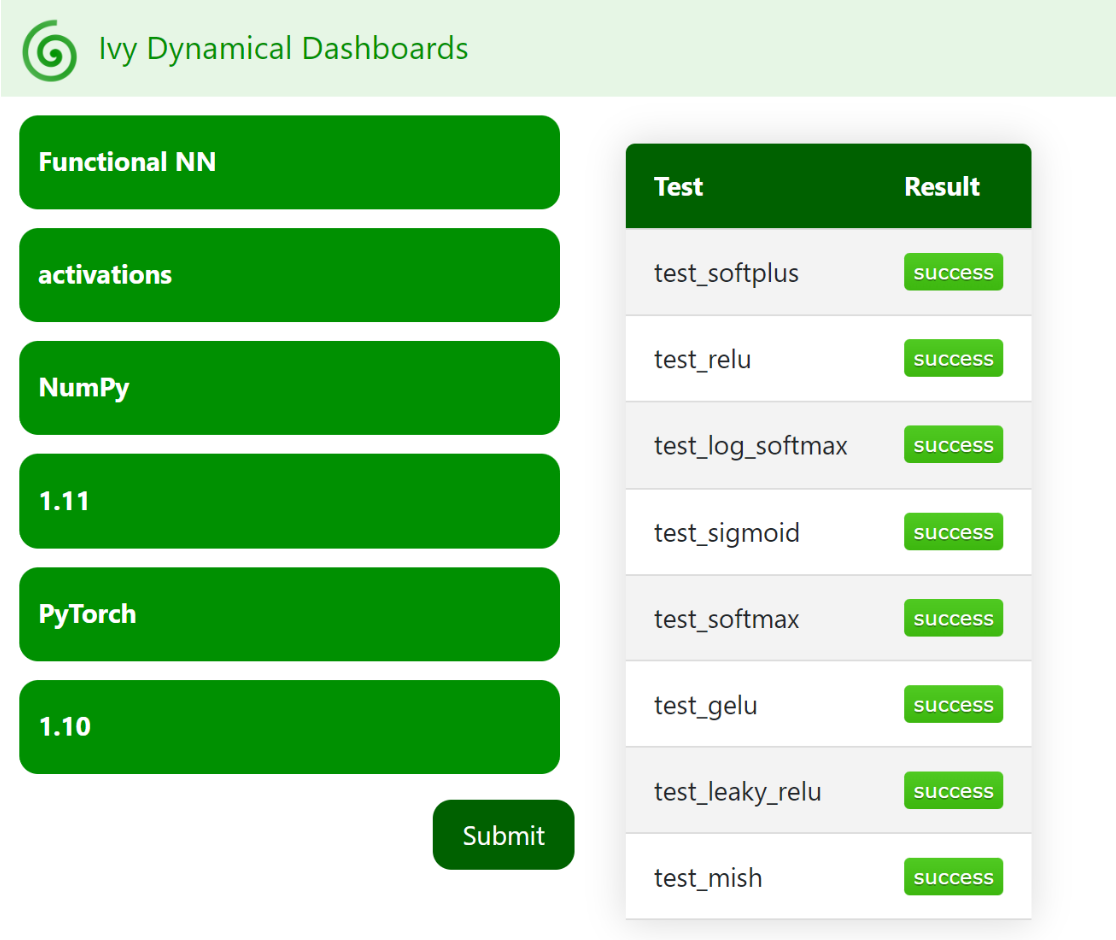 Ivy Dynamical Dashboards
Functional NN
activations
NumPy
1.11
PyTorch
1.10
Submit
Test Result
test_softplus success
test_relu success
test_log_softmax success
test_sigmoid success
test_softmax success
test_gelu success
test_leaky_relu success
test_mish success